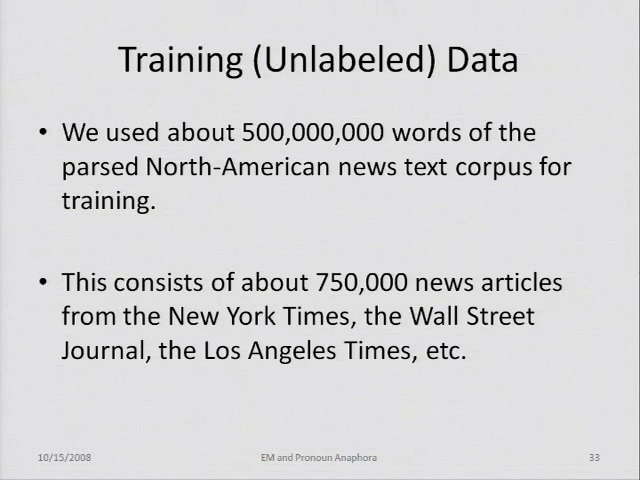 Training (Unlabeled) Data
• We used about 500,000,000 words of the
parsed North-American news text corpus for
training.
• This consists of about 750,000 news articles
from the New York Times, the Wall Street
Journal, the Los Angeles Times, etc.
10/15/2008 EM and Pronoun Anaphora 33